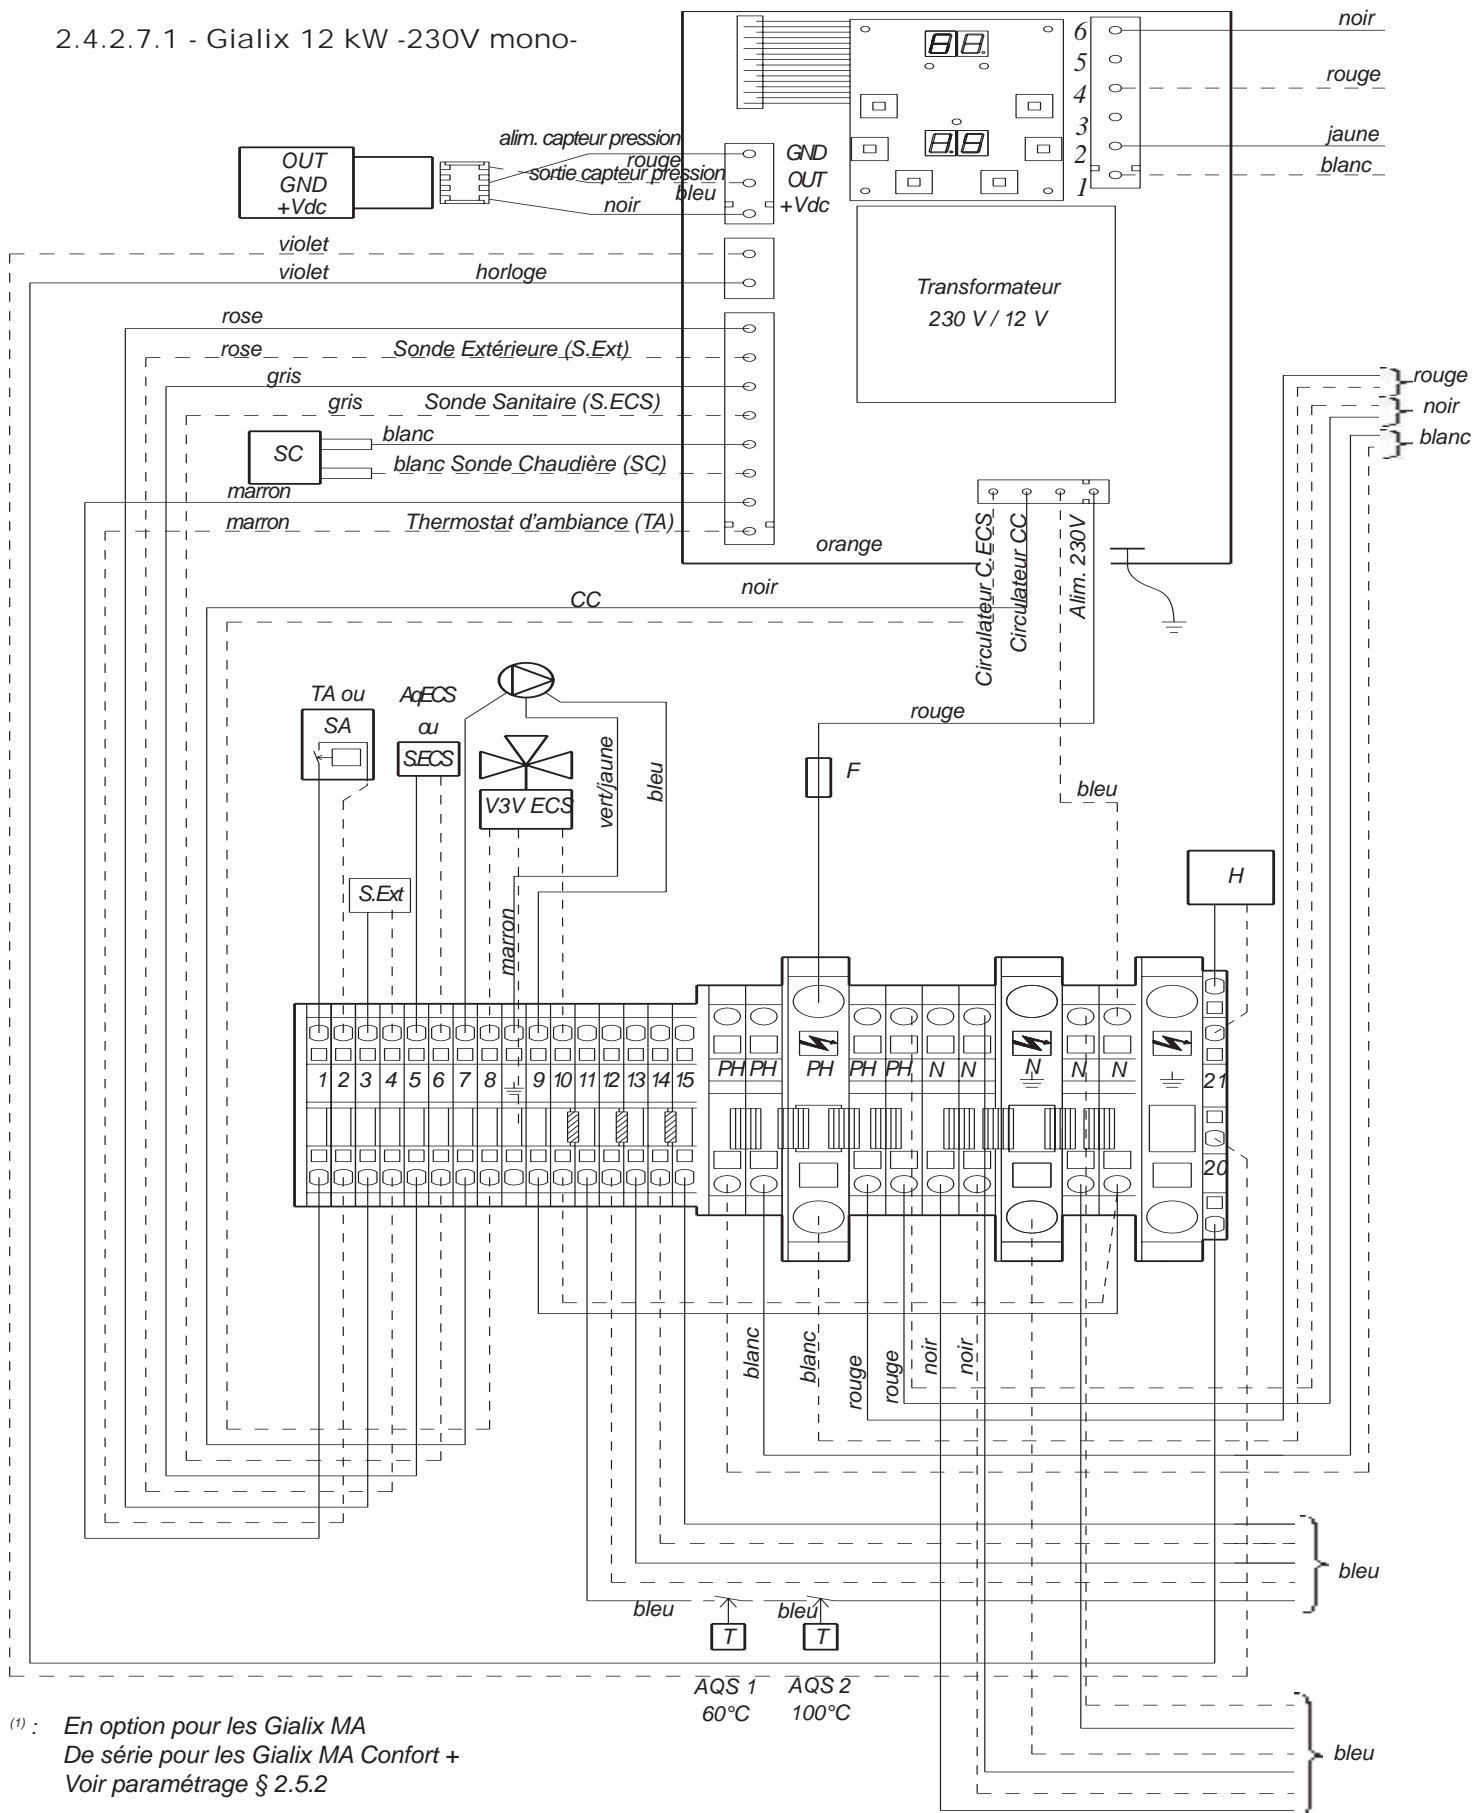 2.4.2.7.1 - Gialix 12 kW -230V mono-
noir
rouge
jaune
blanc
6
5
4
3
2
1
alim. capteur pression
rouge
sortie capteur pression
bleu
noir
OUT
GND
+Vdc
GND
OUT
+Vdc
violet
violet
horloge
Transformateur
230 V / 12 V
rose
rose
Sonde Extérieure (S.Ext)
gris
gris
Sonde Sanitaire (S.ECS)
blanc
SC
blanc Sonde Chaudière (SC)
marron
marron
Thermostat d'ambiance (TA)
rouge
noir
blanc
orange
noir
CC
Circulateur C.ECS
Circulateur CC
Alim. 230V
TA ou
SA
AqECS
ou
S.ECS
V3V ECS
vert/jaune
bleu
rouge
F
bleu
H
S.Ext
marron
1 2 3 4 5 6 7 8 9 10 11 12 13 14 15
PH PH PH PH PH N N N N N
21
20
blanc
blanc
rouge
rouge
noir
noir
bleu
bleu
bleu
T
T
AQS 1
60°C
AQS 2
100°C
bleu
(1) : En option pour les Gialix MA
De série pour les Gialix MA Confort +
Voir paramétrage § 2.5.2